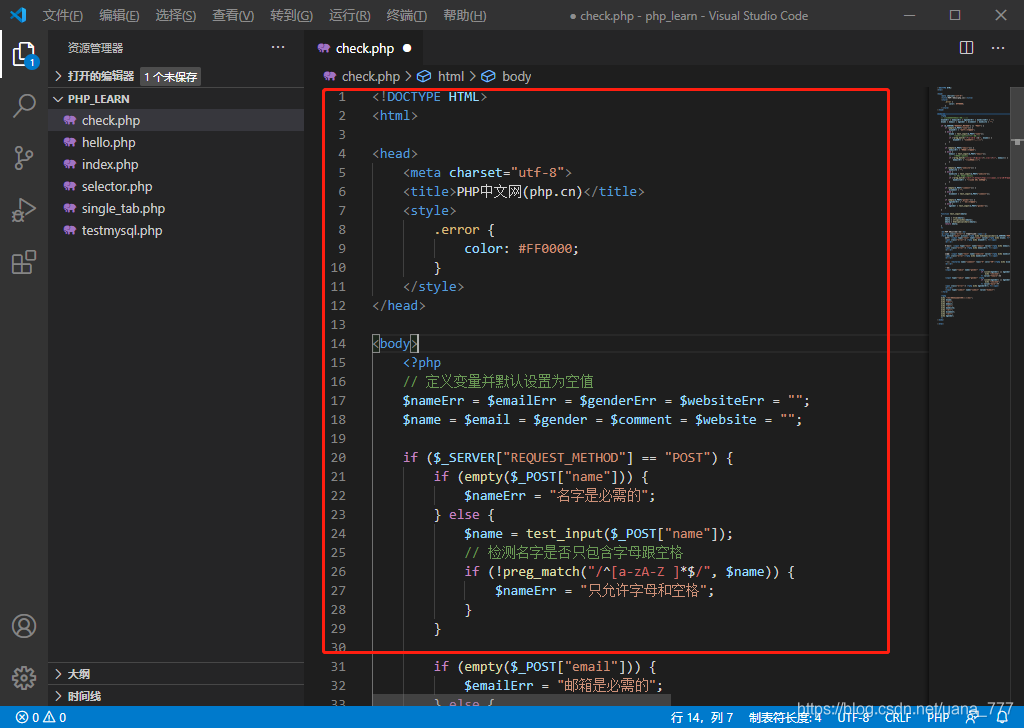 文件(F) 编辑(E) 选择(S) 查看(V) 转到(G) 运行(R) 终端(T) 帮助(H) ● check.php - php_learn - Visual Studio Code
资源管理器 ···
打开的编辑器 1 个未保存
PHP_LEARN
check.php
hello.php
index.php
selector.php
single_tab.php
testmysql.php
大纲
时间线
1
check.php ●
check.php > html > body
1 <!DOCTYPE HTML>
2 <html>
3
4 <head>
5 <meta charset="utf-8">
6 <title>PHP中文网(php.cn)</title>
7 <style>
8 .error {
9 color: #FF0000;
10 }
11 </style>
12 </head>
13
14 <body>
15 <?php
16 // 定义变量并默认设置为空值
17 $nameErr = $emailErr = $genderErr = $websiteErr = "";
18 $name = $email = $gender = $comment = $website = "";
19
20 if ($_SERVER["REQUEST_METHOD"] == "POST") {
21 if (empty($_POST["name"])) {
22 $nameErr = "名字是必需的";
23 } else {
24 $name = test_input($_POST["name"]);
25 // 检测名字是否只包含字母跟空格
26 if (!preg_match("/^[a-zA-Z ]*$/", $name)) {
27 $nameErr = "只允许字母和空格";
28 }
29 }
30
31 if (empty($_POST["email"])) {
32 $emailErr = "邮箱是必需的";
33 } else {
https://blog.csdn.net/yana_777
0 0 行 14，列 7 制表符长度: 4 UTF-8 CRLF PHP